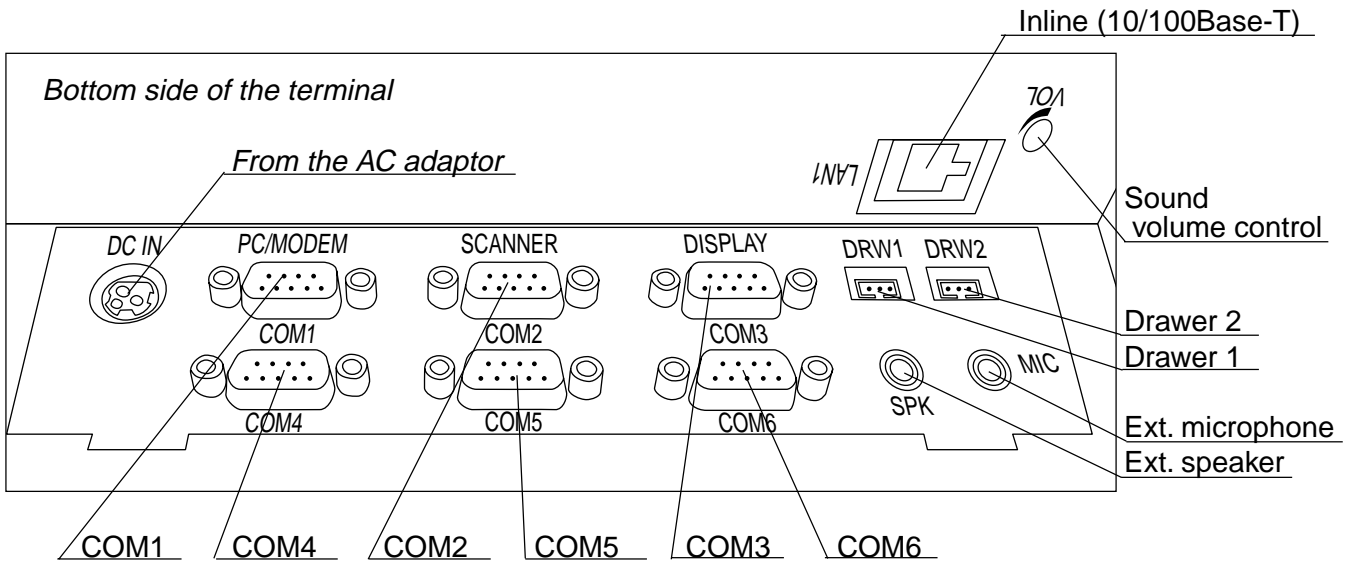 Inline (10/100Base-T)
Bottom side of the terminal
VOL
From the AC adaptor
LAN1
Sound
volume control
DC IN
PC/MODEM
SCANNER
DISPLAY
DRW1
DRW2
COM1
COM2
COM3
Drawer 2
Drawer 1
MIC
SPK
COM4
COM5
COM6
Ext. microphone
Ext. speaker
COM1
COM4
COM2
COM5
COM3
COM6